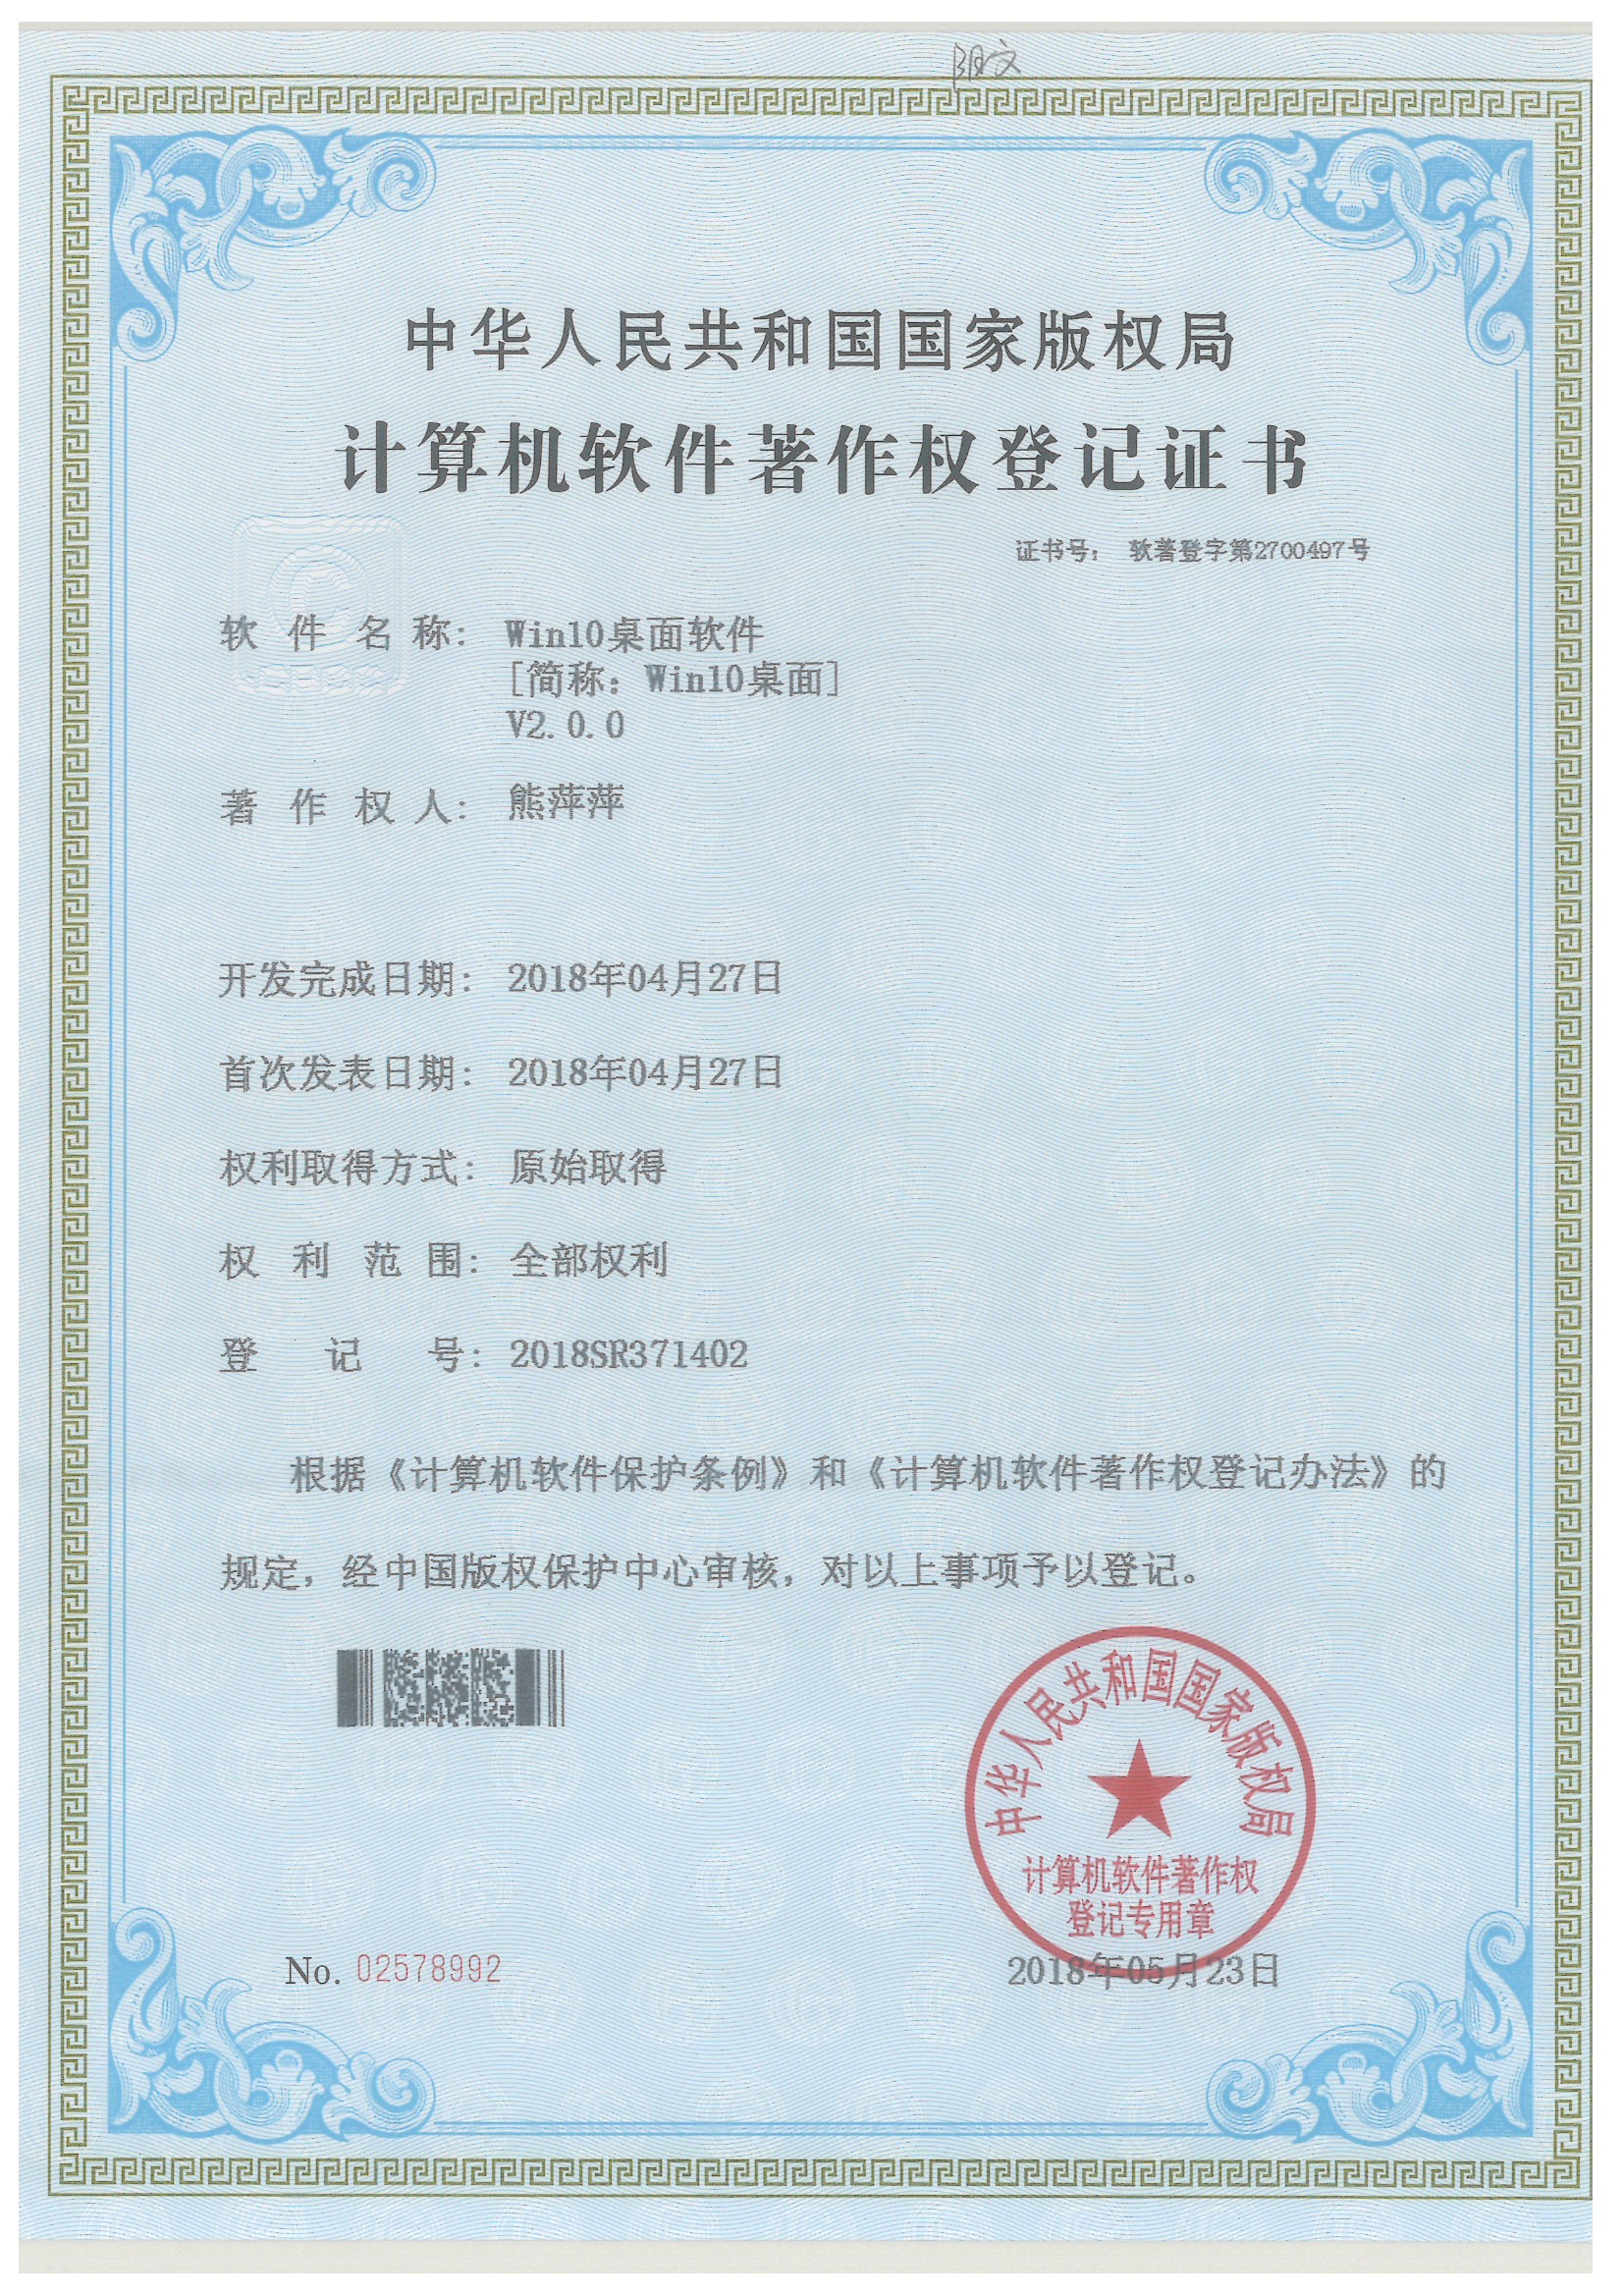 中华人民共和国国家版权局
计算机软件著作权登记证书
证书号： 软著登字第2700497号
软件名称： Win10桌面软件
[简称：Win10桌面]
V2.0.0
著作权人： 熊萍萍
开发完成日期： 2018年04月27日
首次发表日期： 2018年04月27日
权利取得方式： 原始取得
权利范围： 全部权利
登记号： 2018SR371402
根据《计算机软件保护条例》和《计算机软件著作权登记办法》的
规定，经中国版权保护中心审核，对以上事项予以登记。
中华人民共和国国家版权局
计算机软件著作权
登记专用章
No. 02578992
2018年05月23日